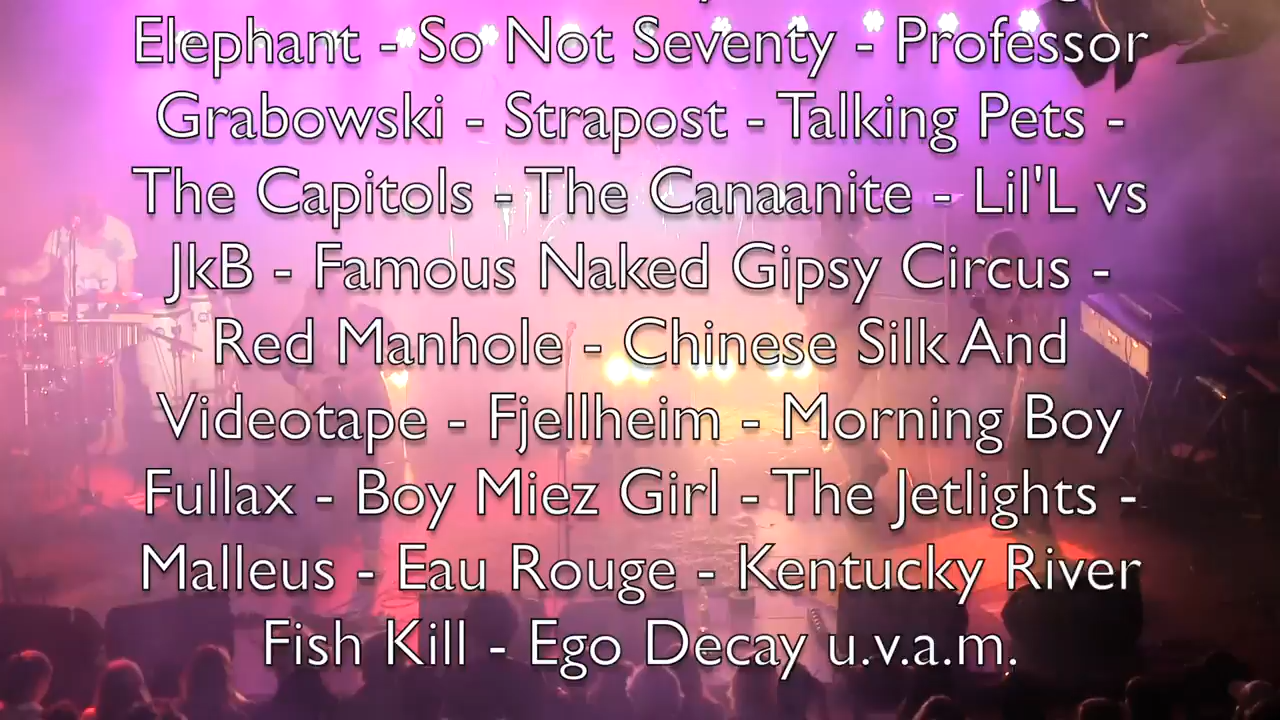 Elephant - So Not Seventy - Professor
Grabowski - Strapost - Talking Pets -
The Capitols - The Canaanite - Lil'L vs
JkB - Famous Naked Gipsy Circus -
Red Manhole - Chinese Silk And
Videotape - Fjellheim - Morning Boy
Fullax - Boy Miez Girl - The Jetlights -
Malleus - Eau Rouge - Kentucky River
Fish Kill - Ego Decay u.v.a.m.